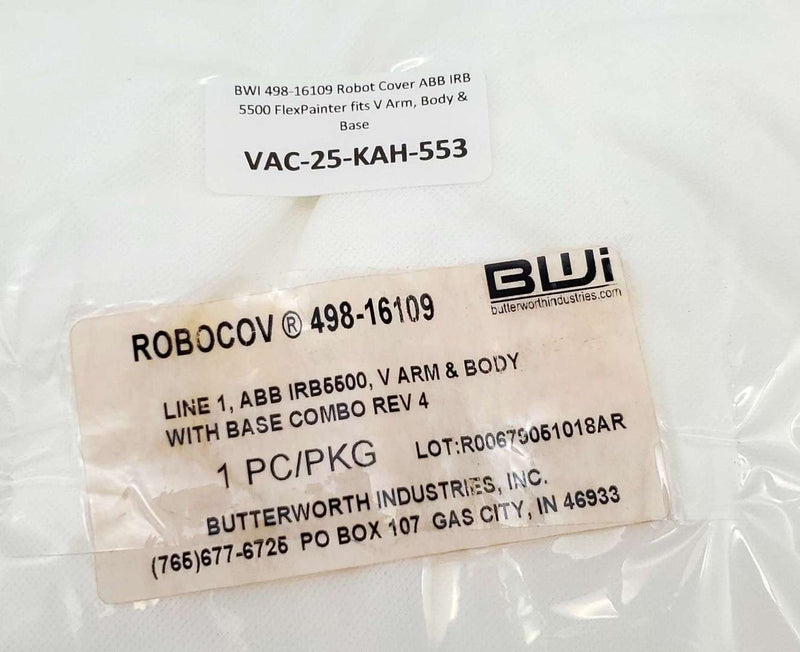 BWI 498-16109 Robot Cover ABB IRB
5500 FlexPainter fits V Arm, Body &
Base
VAC-25-KAH-553
BWi
butterworthindustries.com
ROBOCOV ® 498-16109
LINE 1, ABB IRB5500, V ARM & BODY
WITH BASE COMBO REV 4
1 PC/PKG LOT:R00679051018AR
BUTTERWORTH INDUSTRIES, INC.
(765)677-6725 PO BOX 107 GAS CITY, IN 46933